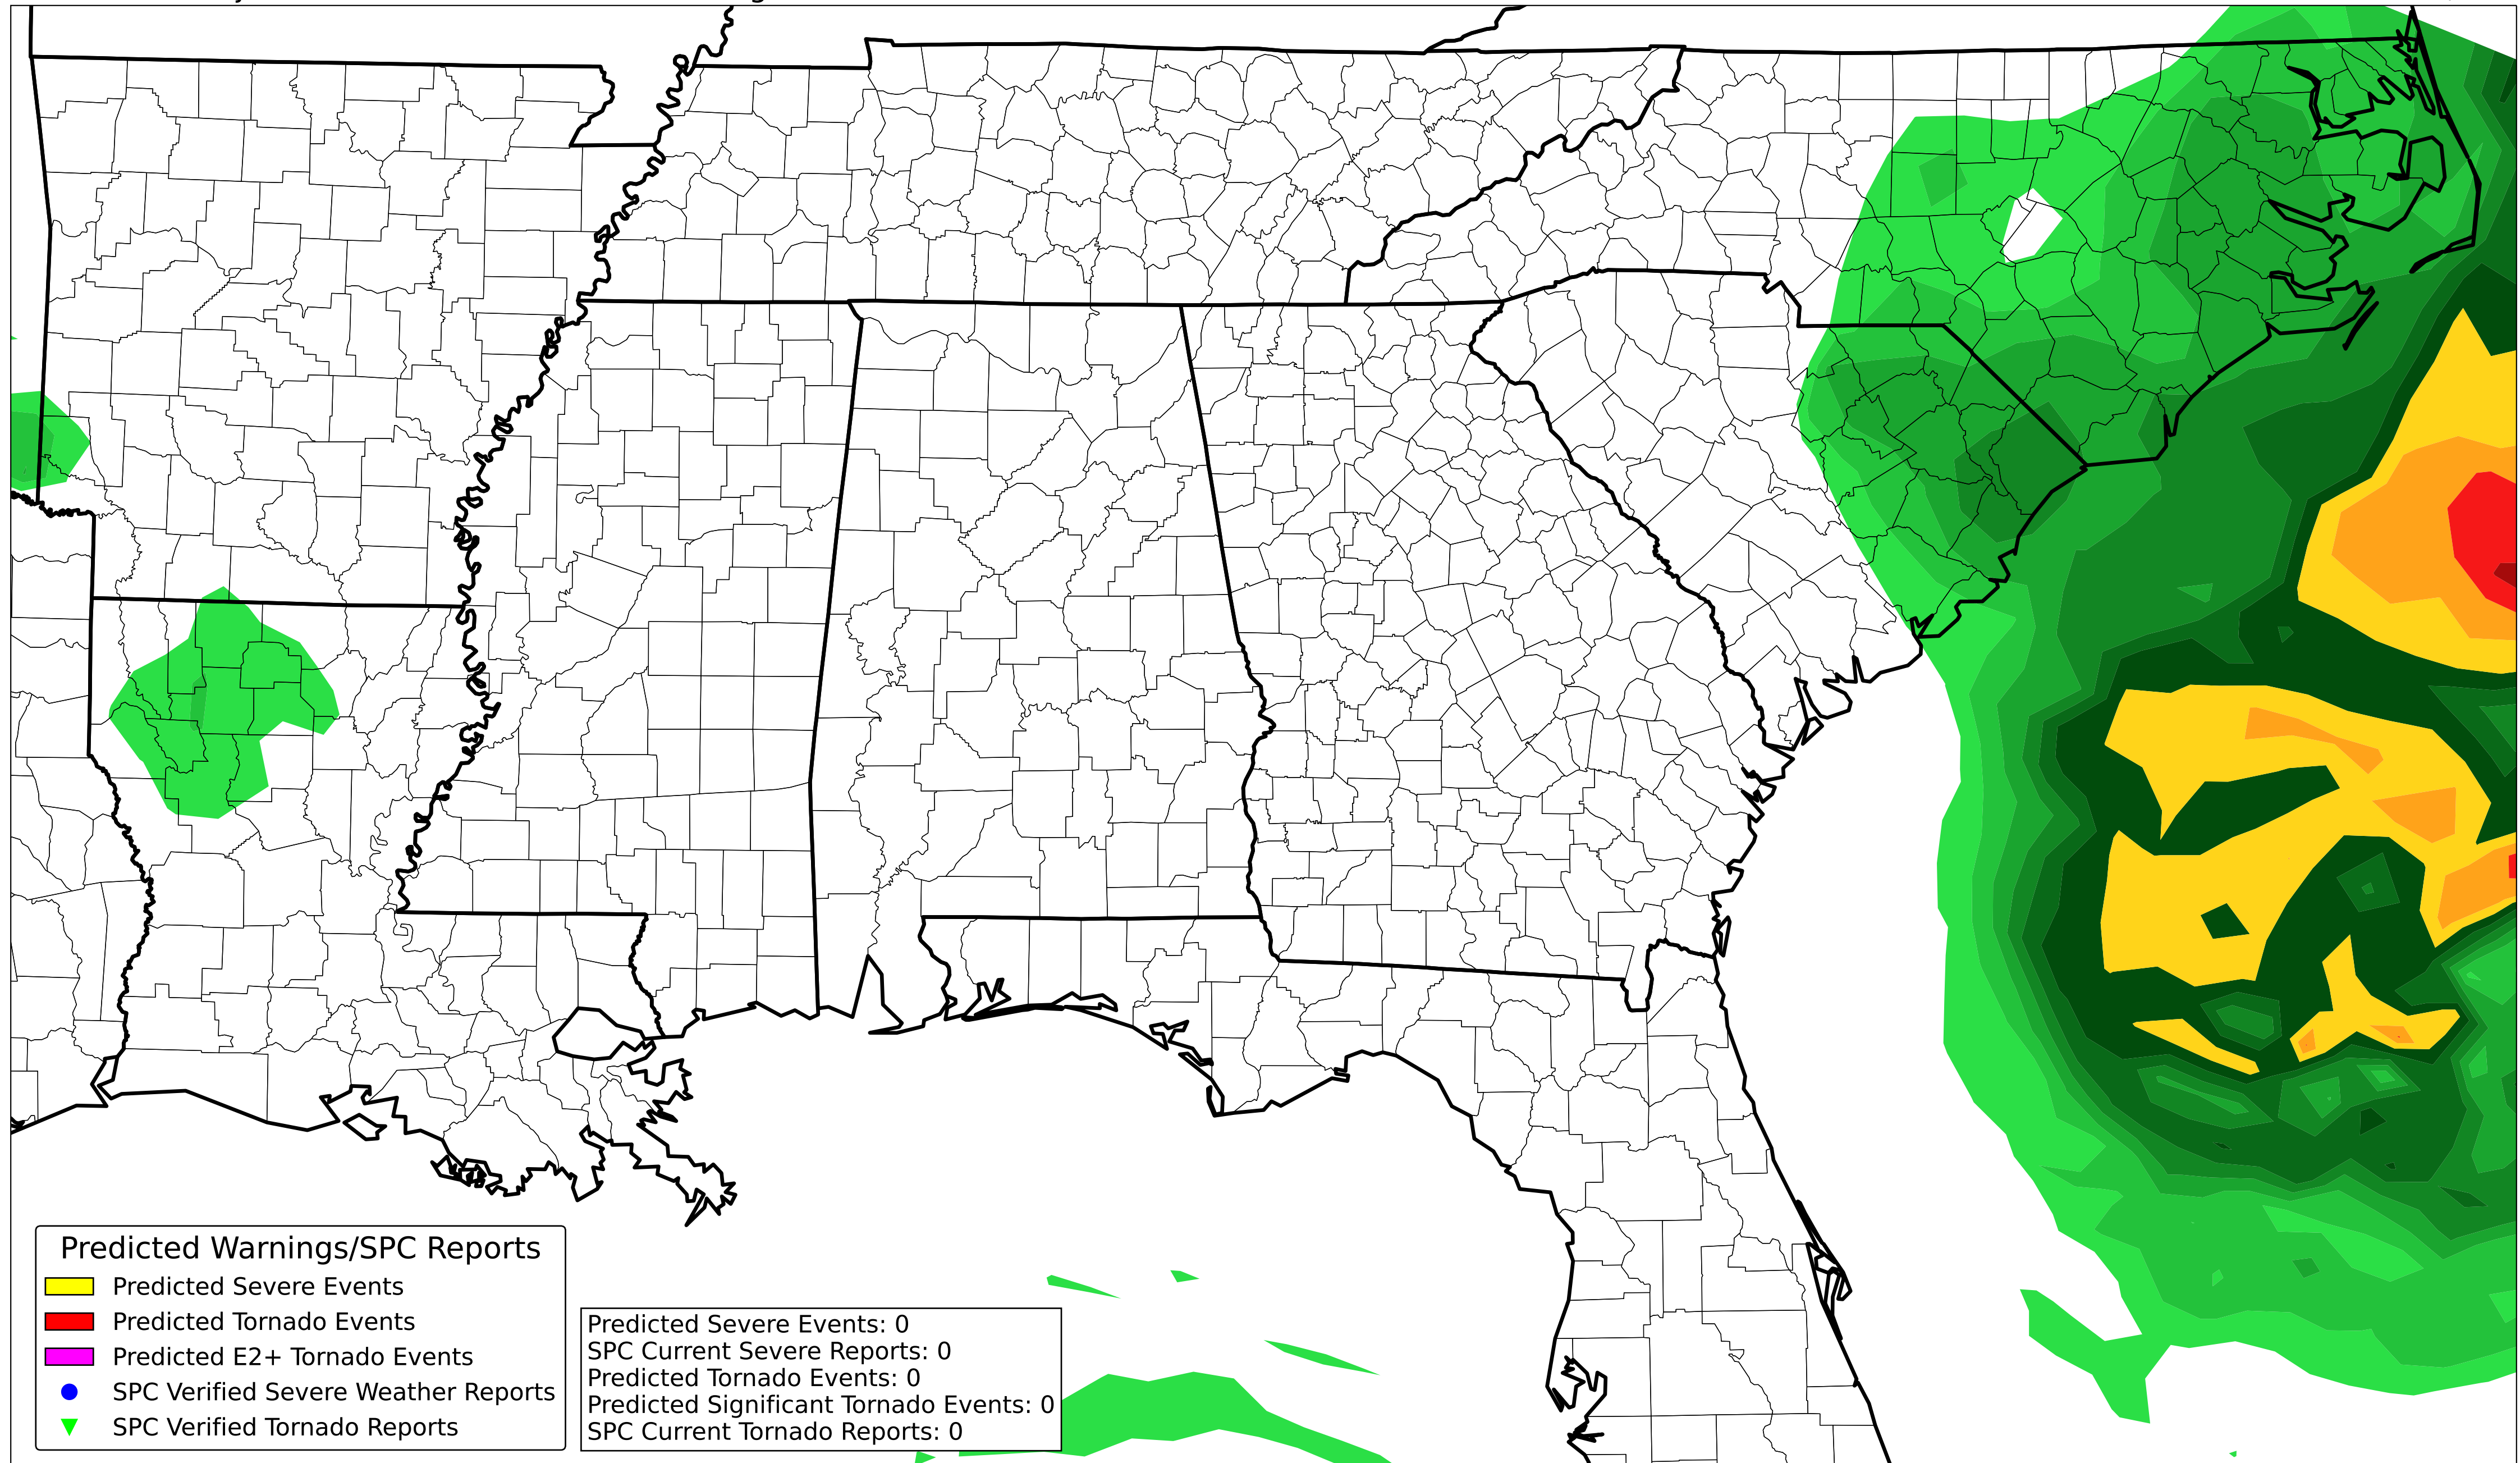 Predicted Warnings/SPC Reports
Predicted Severe Events
Predicted Tornado Events
Predicted E2+ Tornado Events
SPC Verified Severe Weather Reports
SPC Verified Tornado Reports
Predicted Severe Events: 0
SPC Current Severe Reports: 0
Predicted Tornado Events: 0
Predicted Significant Tornado Events: 0
SPC Current Tornado Reports: 0